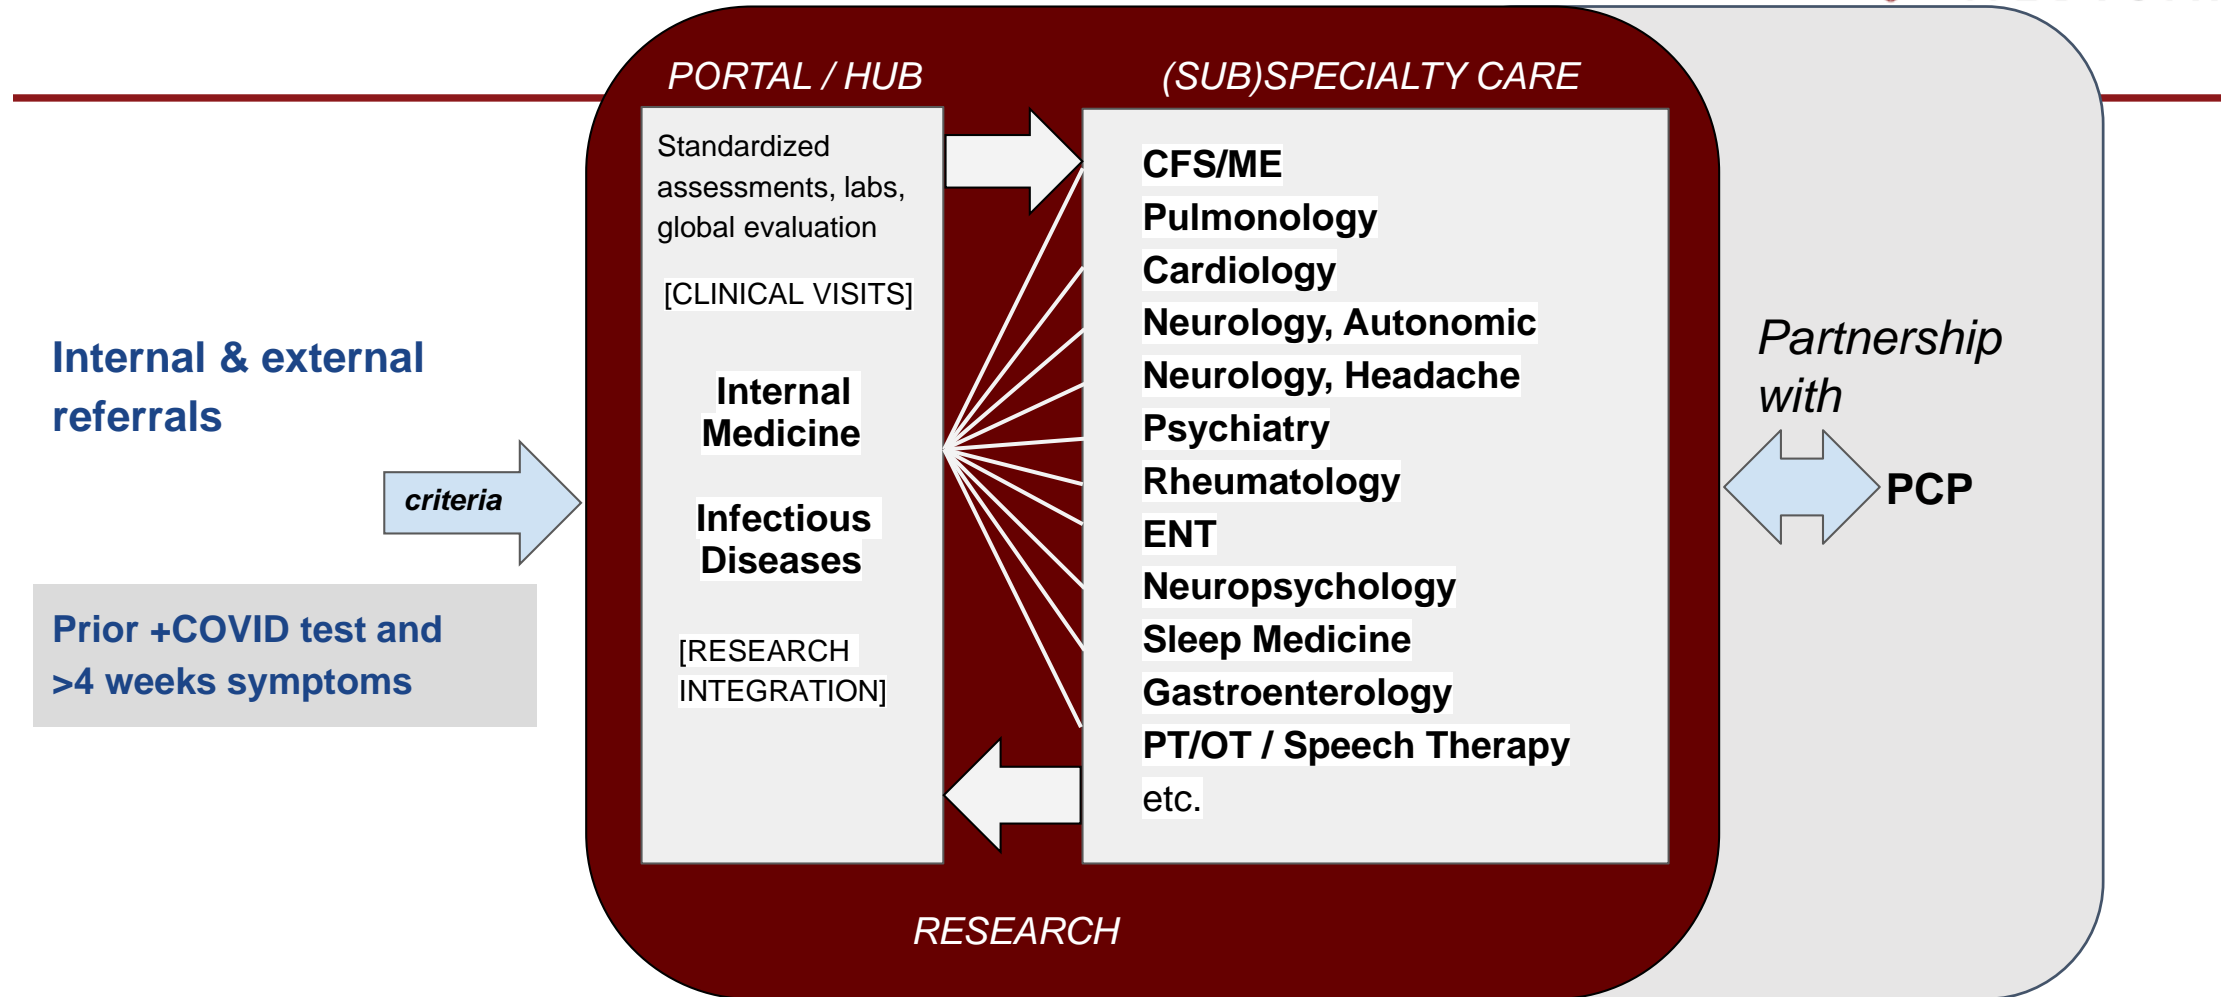 PORTAL / HUB
(SUB)SPECIALTY CARE
Standardized
assessments, labs,
global evaluation
[CLINICAL VISITS]
Internal
Medicine
Infectious
Diseases
[RESEARCH
INTEGRATION]
CFS/ME
Pulmonology
Cardiology
Neurology, Autonomic
Neurology, Headache
Psychiatry
Rheumatology
ENT
Neuropsychology
Sleep Medicine
Gastroenterology
PT/OT / Speech Therapy
etc.
Internal & external
referrals
criteria
Prior +COVID test and
>4 weeks symptoms
Partnership
with
PCP
RESEARCH